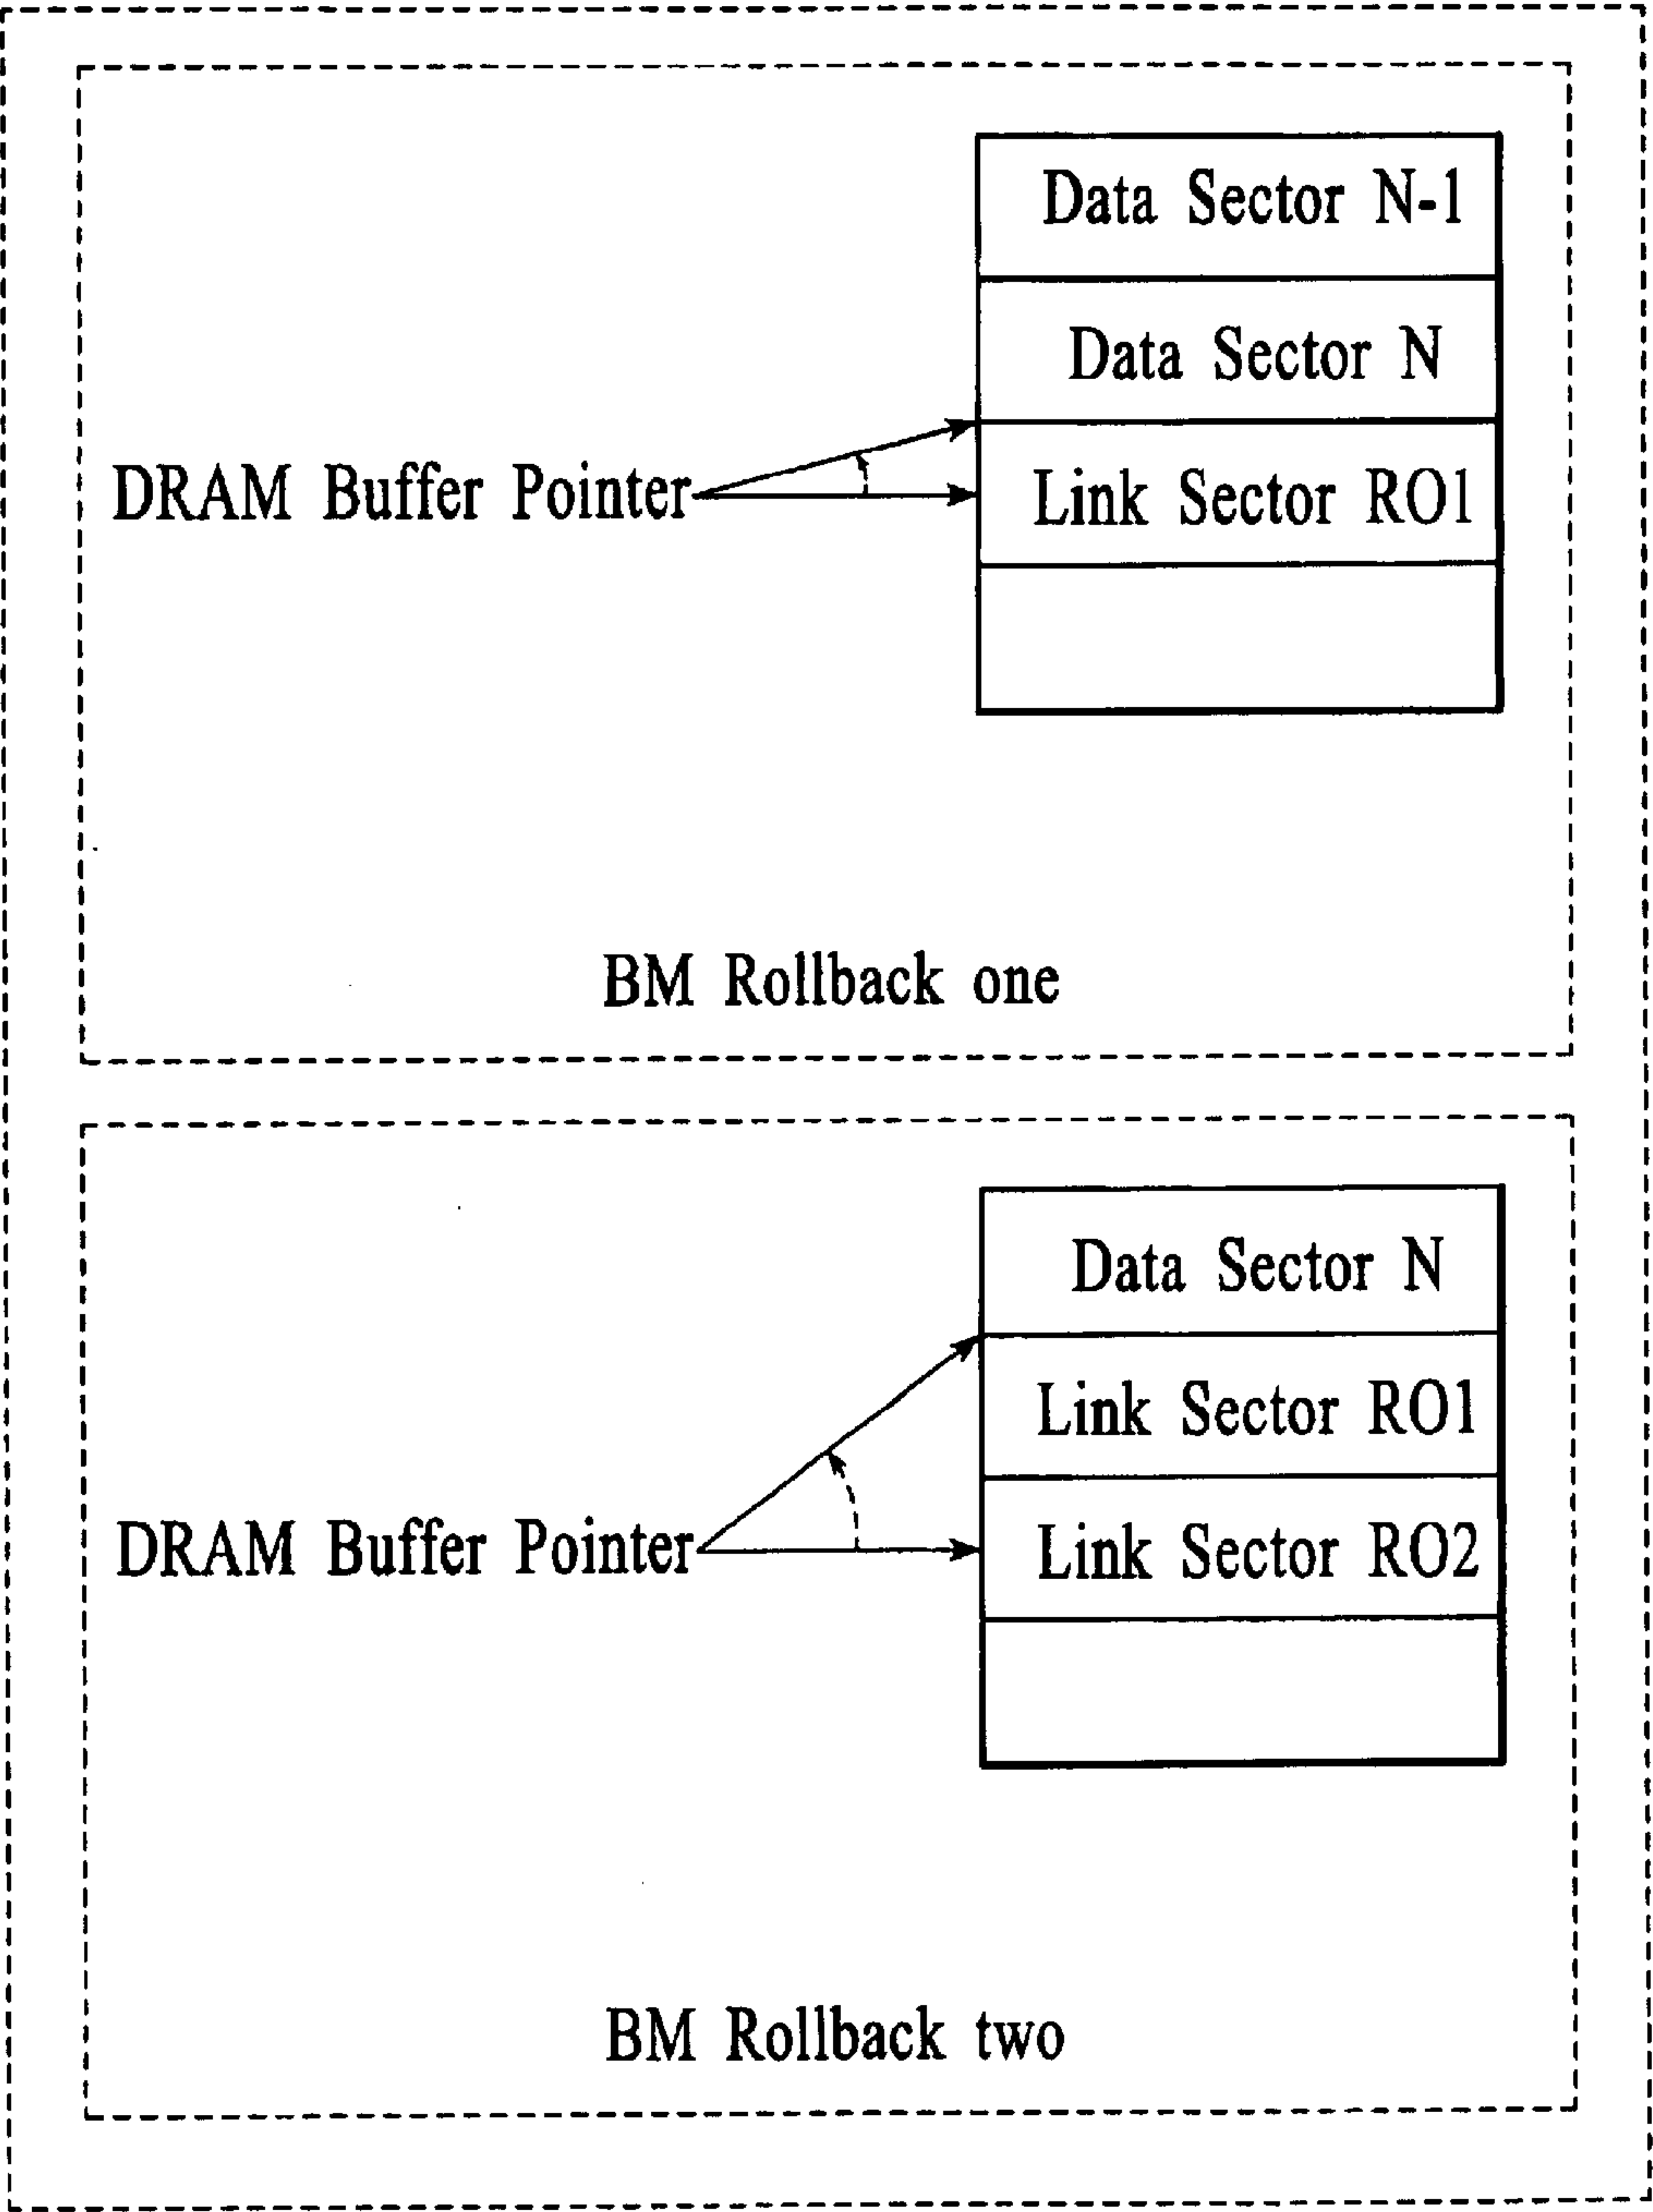 Data Sector N-1
Data Sector N
DRAM Buffer Pointer
Link Sector RO1
BM Rollback one
Data Sector N
Link Sector RO1
DRAM Buffer Pointer
Link Sector RO2
BM Rollback two